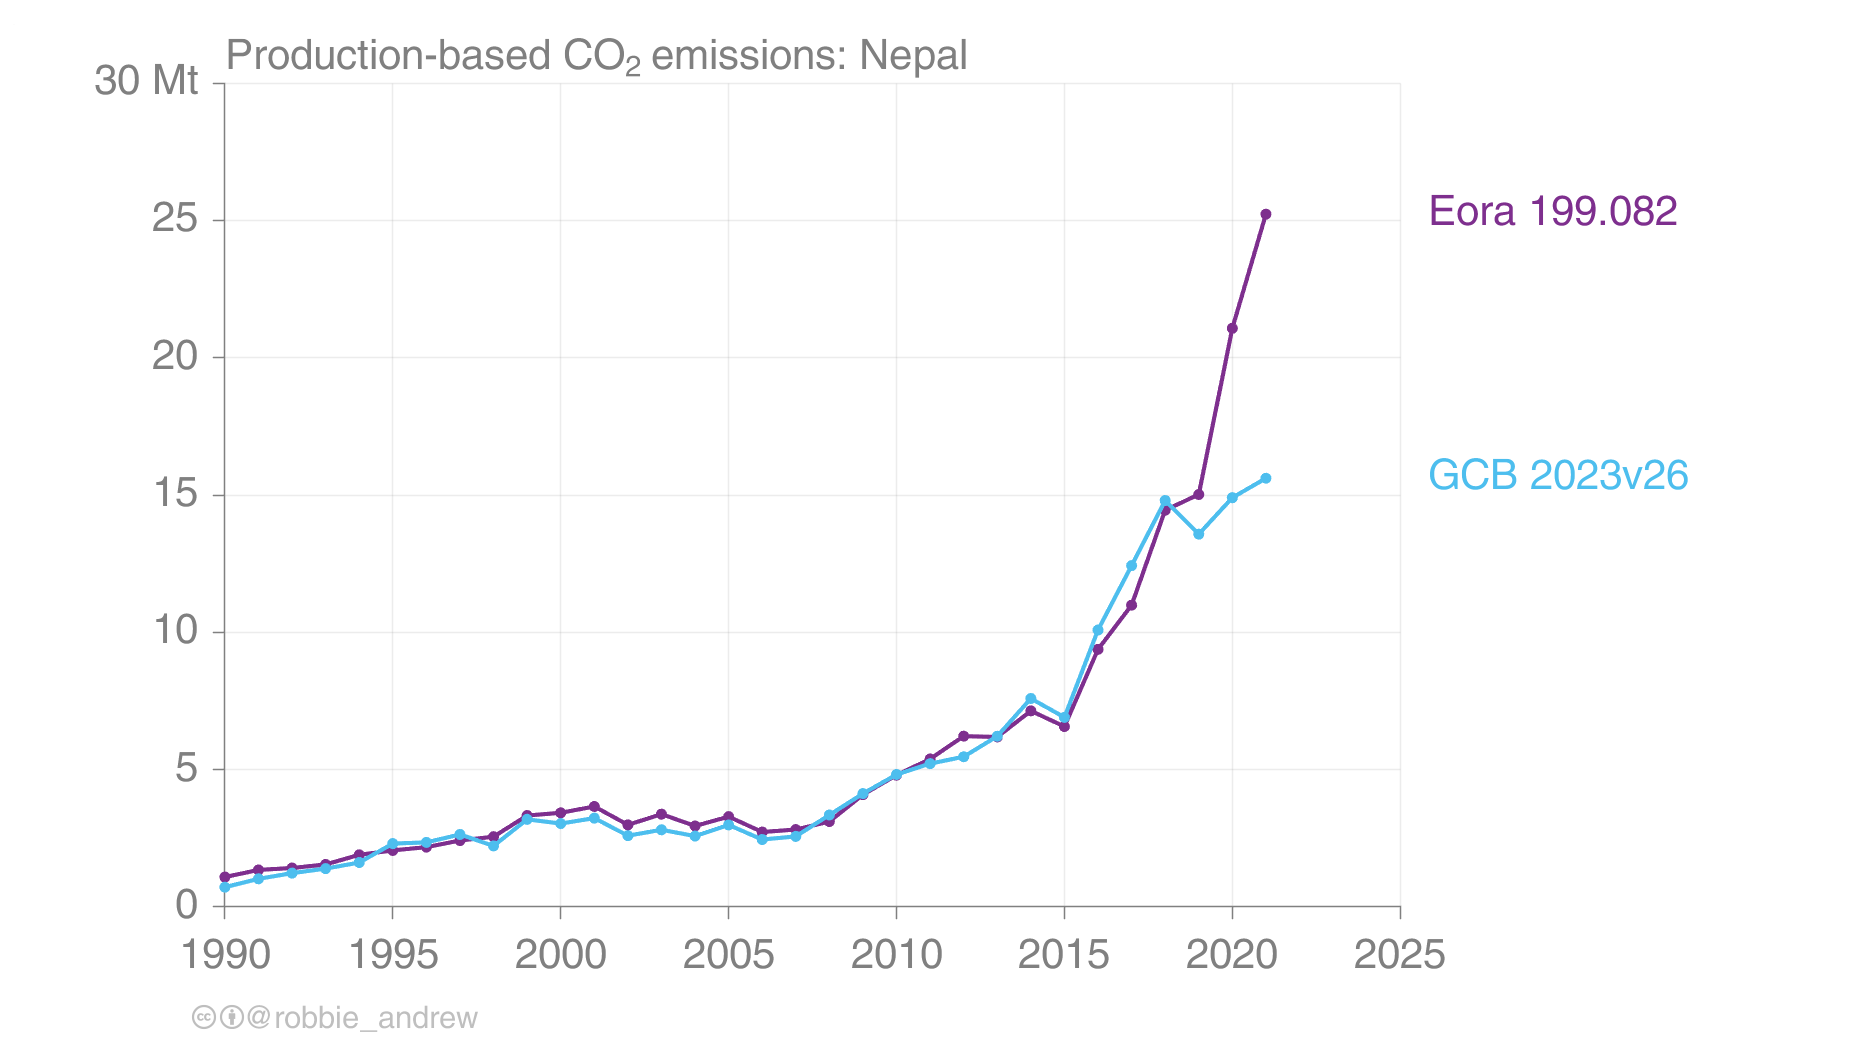 Production-based CO₂ emissions: Nepal
30 Mt
25
20
15
10
5
0
Eora 199.082
GCB 2023v26
1990 1995 2000 2005 2010 2015 2020 2025
@robbie_andrew